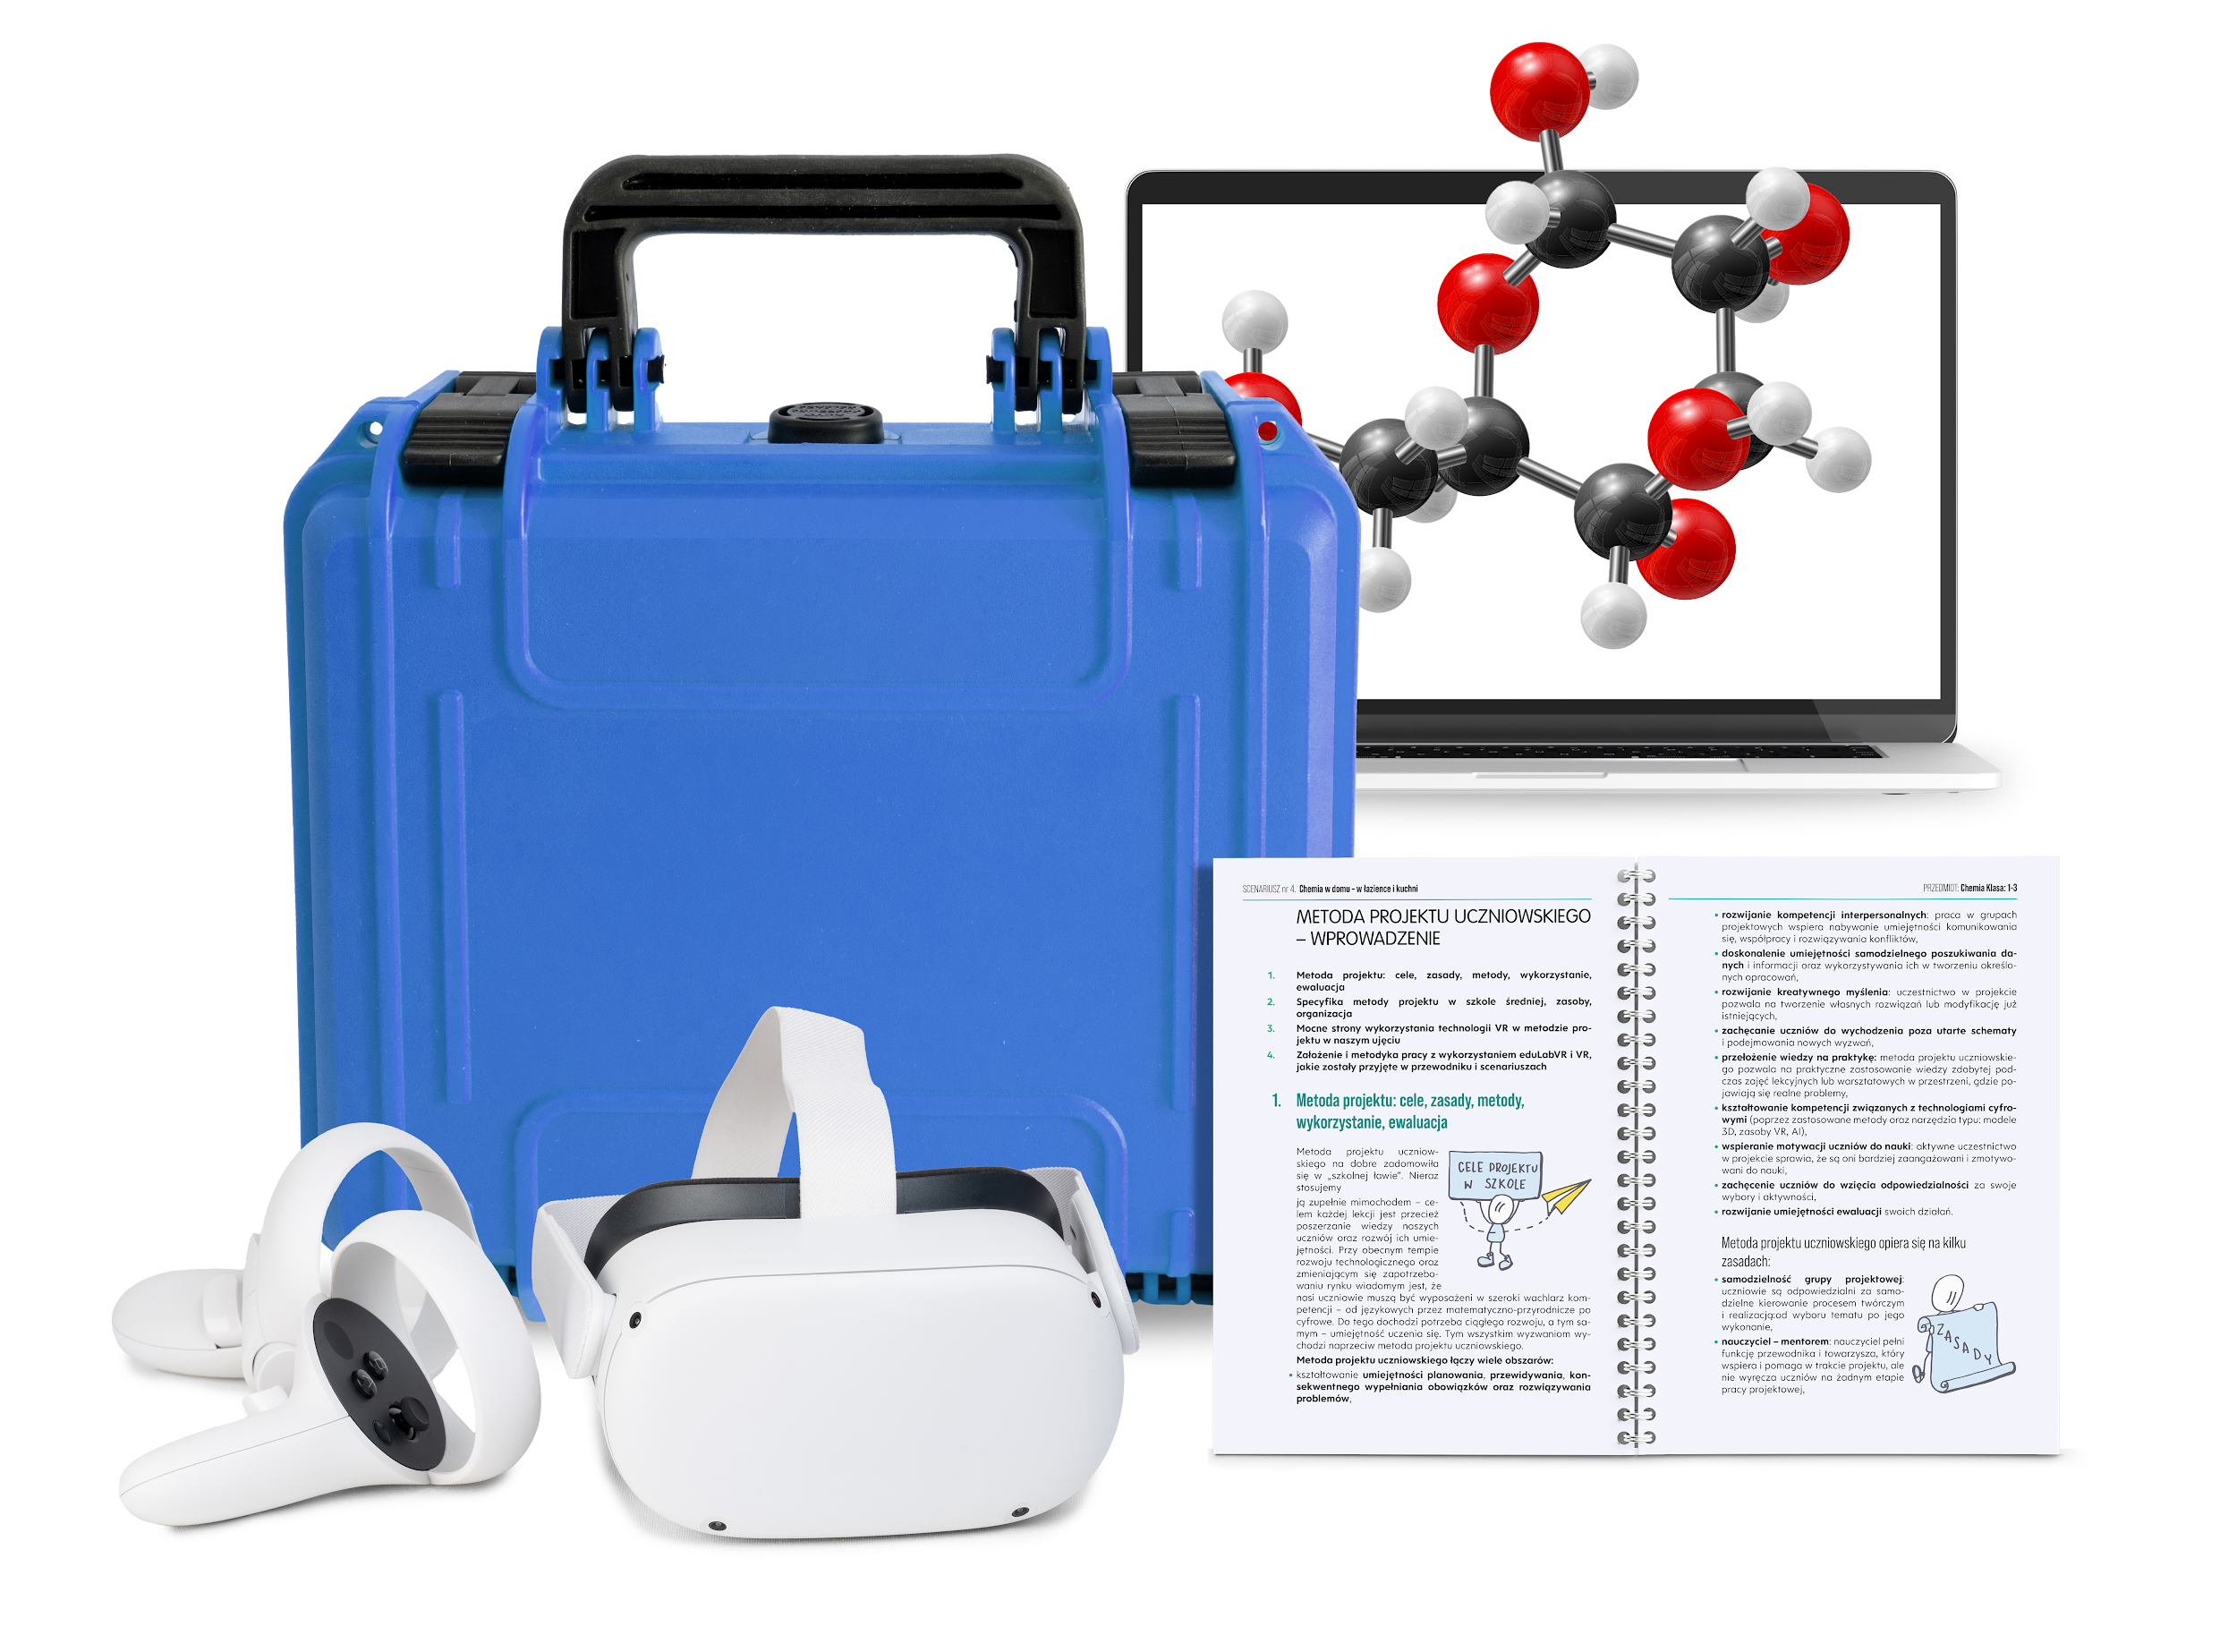 SCENARIUSZ nr 4. Chemia w domu – w łazience i kuchni
METODA PROJEKTU UCZNIOWSKIEGO
– WPROWADZENIE
1. Metoda projektu: cele, zasady, metody, wykorzystanie,
ewaluacja
2. Specyfika metody projektu w szkole średniej, zasoby,
organizacja
3. Mocne strony wykorzystania technologii VR w metodzie pro-
jektu w naszym ujęciu
4. Założenie i metodyka pracy z wykorzystaniem eduLabVR i VR,
jakie zostały przyjęte w przewodniku i scenariuszach
1. Metoda projektu: cele, zasady, metody,
wykorzystanie, ewaluacja
Metoda projektu uczniow-
skiego na dobre zadomowiła
się w „szkolnej ławie”. Nieraz
stosujemy
ją zupełnie mimochodem – ce-
lem każdej lekcji jest przecież
poszerzanie wiedzy naszych
uczniów oraz rozwój ich umie-
jętności. Przy obecnym tempie
rozwoju technologicznego oraz
zmieniającym się zapotrzebo-
waniu rynku wiadomym jest, że
nasi uczniowie muszą być wyposażeni w szeroki wachlarz kom-
petencji – od językowych przez matematyczno-przyrodnicze po
cyfrowe. Do tego dochodzi potrzeba ciągłego rozwoju, a tym sa-
mym – umiejętność uczenia się. Tym wszystkim wyzwaniom wy-
chodzi naprzeciw metoda projektu uczniowskiego.
CELE PROJEKTU
W SZKOLE
Metoda projektu uczniowskiego łączy wiele obszarów:
• kształtowanie umiejętności planowania, przewidywania, kon-
sekwentnego wypełniania obowiązków oraz rozwiązywania
problemów,
PRZEDMIOT: Chemia Klasa: 1-3
• rozwijanie kompetencji interpersonalnych: praca w grupach
projektowych wspiera nabywanie umiejętności komunikowania
się, współpracy i rozwiązywania konfliktów,
• doskonalenie umiejętności samodzielnego poszukiwania da-
nych i informacji oraz wykorzystywania ich w tworzeniu określo-
nych opracowań,
• rozwijanie kreatywnego myślenia: uczestnictwo w projekcie
pozwala na tworzenie własnych rozwiązań lub modyfikację już
istniejących,
• zachęcanie uczniów do wychodzenia poza utarte schematy
i podejmowania nowych wyzwań,
• przełożenie wiedzy na praktykę: metoda projektu uczniowskie-
go pozwala na praktyczne zastosowanie wiedzy zdobytej pod-
czas zajęć lekcyjnych lub warsztatowych w przestrzeni, gdzie po-
jawiają się realne problemy,
• kształtowanie kompetencji związanych z technologiami cyfro-
wymi (poprzez zastosowane metody oraz narzędzia typu: modele
3D, zasoby VR, AI),
• wspieranie motywacji uczniów do nauki: aktywne uczestnictwo
w projekcie sprawia, że są oni bardziej zaangażowani i zmotywo-
wani do nauki,
• zachęcenie uczniów do wzięcia odpowiedzialności za swoje
wybory i aktywności,
• rozwijanie umiejętności ewaluacji swoich działań.
Metoda projektu uczniowskiego opiera się na kilku
zasadach:
• samodzielność grupy projektowej:
uczniowie są odpowiedzialni za samo-
dzielne kierowanie procesem twórczym
i realizacją:od wyboru tematu po jego
wykonanie,
• nauczyciel – mentorem: nauczyciel pełni
funkcję przewodnika i towarzysza, który
wspiera i pomaga w trakcie projektu, ale
nie wyręcza uczniów na żadnym etapie
pracy projektowej,
ZASADY